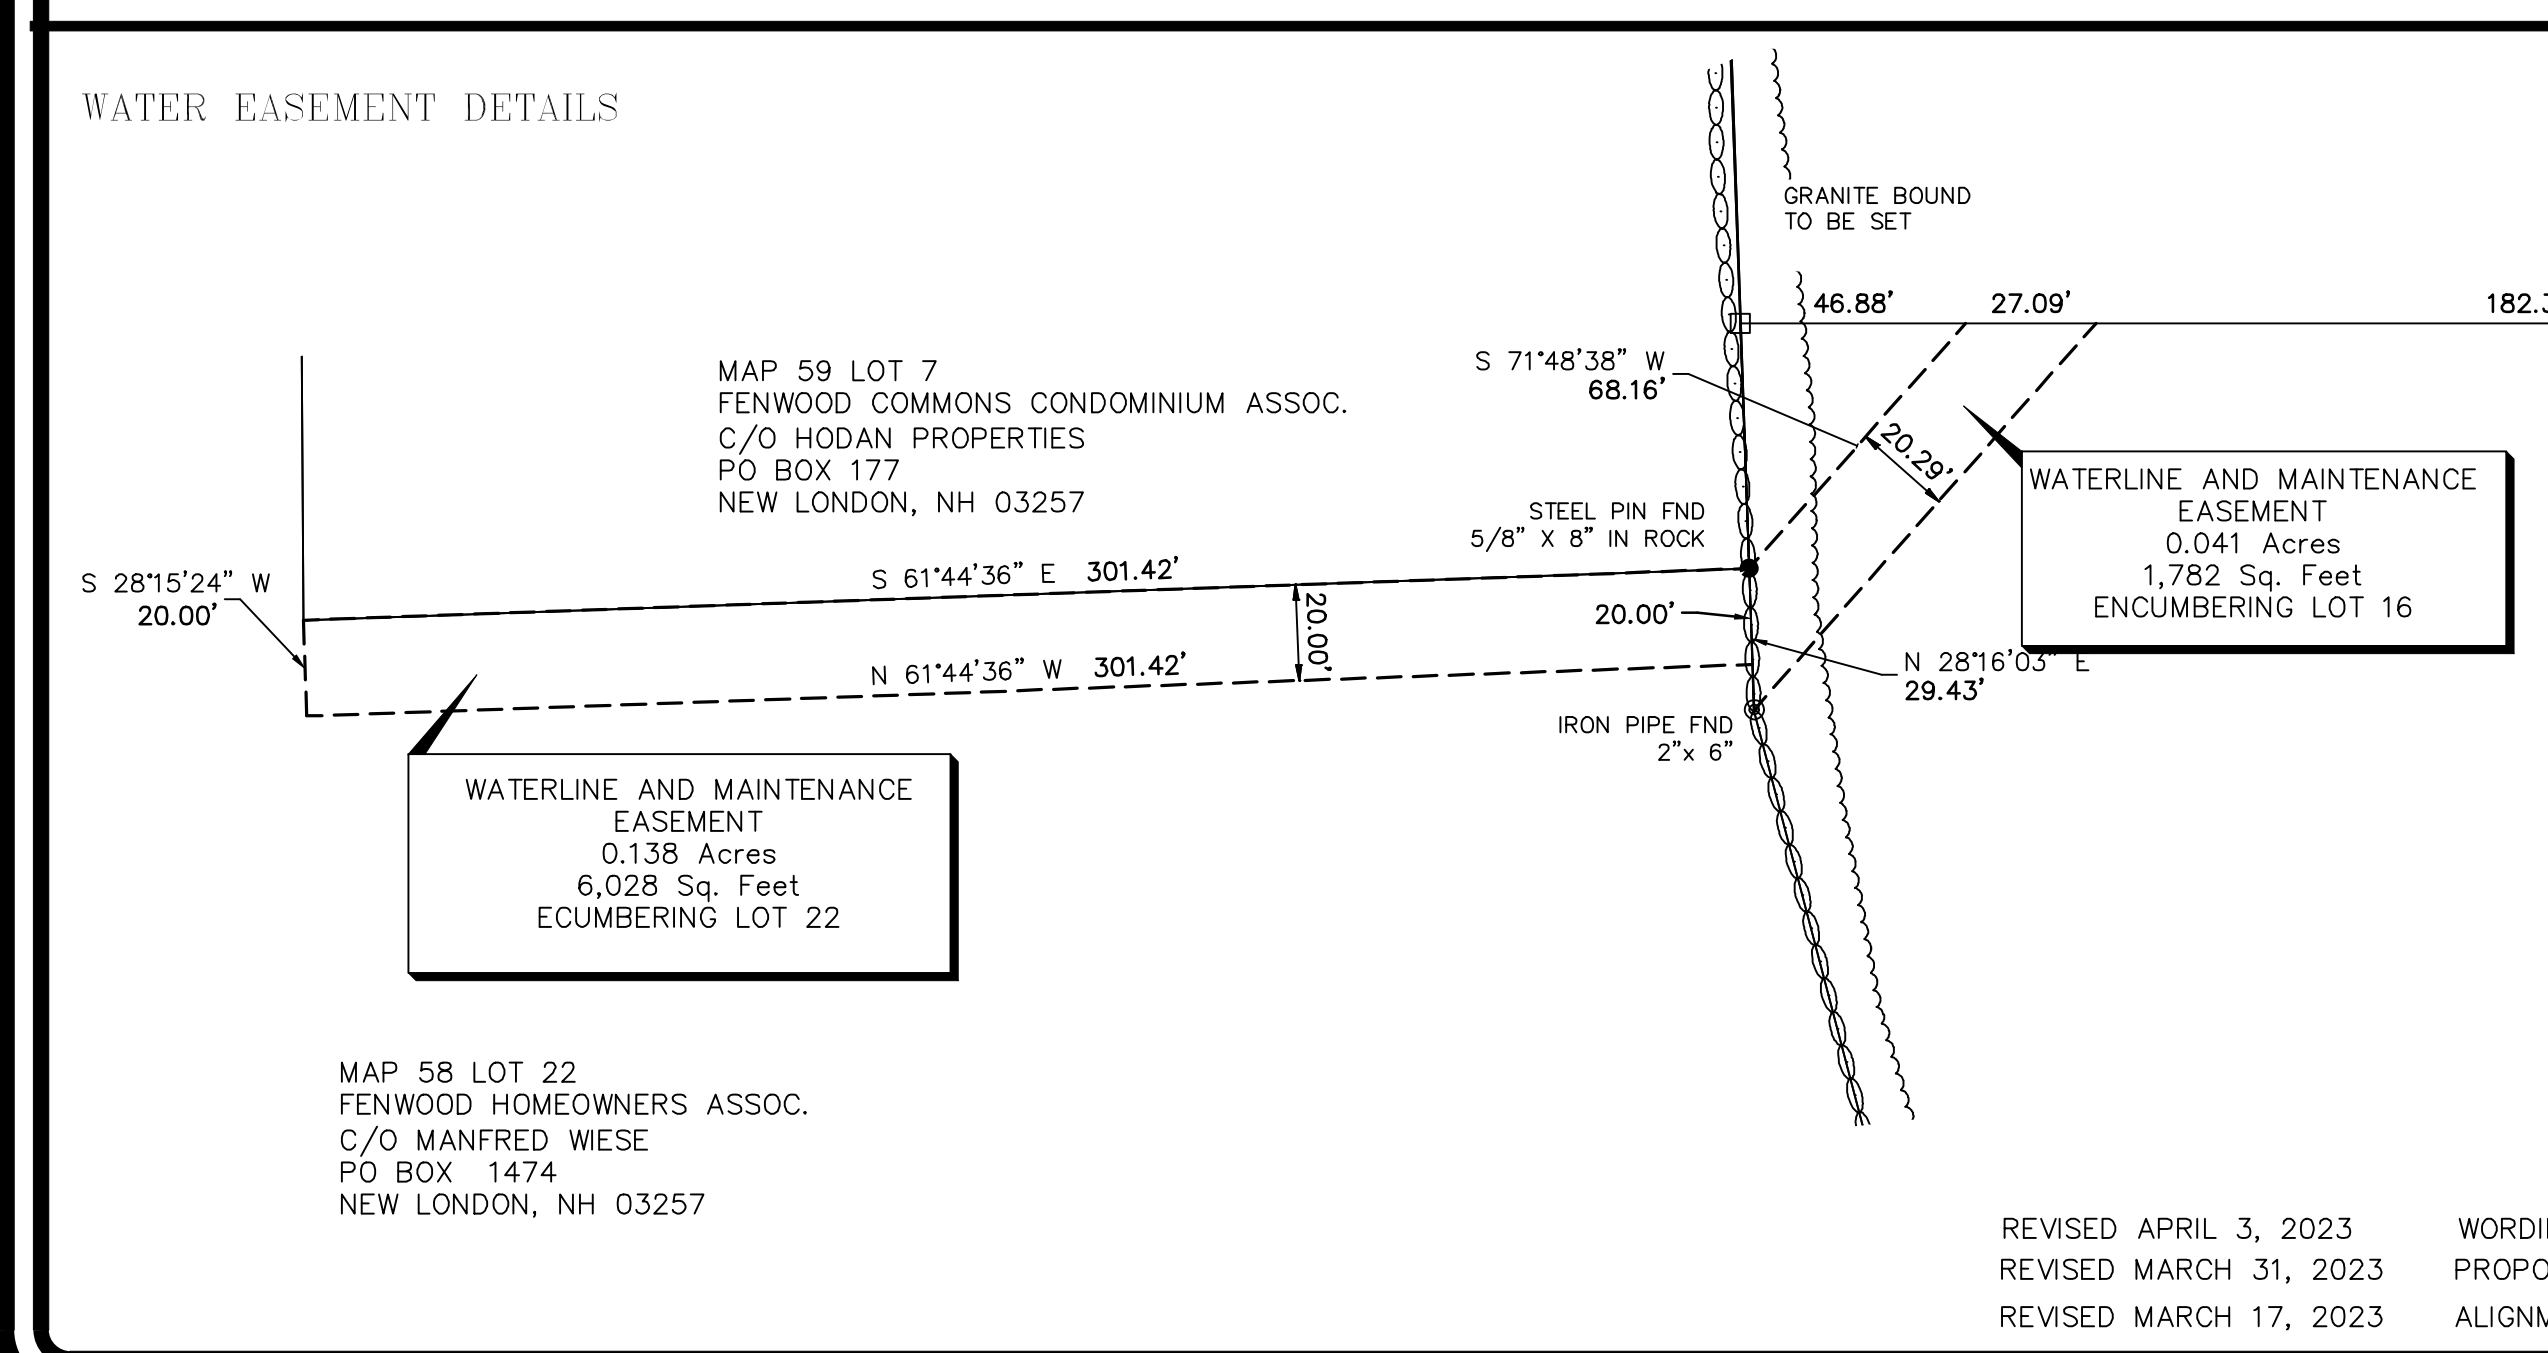 WATER EASEMENT DETAILS
GRANITE BOUND
TO BE SET
46.88'
27.09'
MAP 59 LOT 7
FENWOOD COMMONS CONDOMINIUM ASSOC.
C/O HODAN PROPERTIES
PO BOX 177
NEW LONDON, NH 03257
S 71°48'38" W
68.16'
20.29'
WATERLINE AND MAINTENANCE
EASEMENT
0.041 Acres
1,782 Sq. Feet
ENCUMBERING LOT 16
STEEL PIN FND
5/8" X 8" IN ROCK
S 28°15'24" W
20.00'
S 61°44'36" E 301.42'
20.00'
20.00'
N 61°44'36" W 301.42'
N 28°16'03" E
29.43'
IRON PIPE FND
2"x 6"
WATERLINE AND MAINTENANCE
EASEMENT
0.138 Acres
6,028 Sq. Feet
ECUMBERING LOT 22
MAP 58 LOT 22
FENWOOD HOMEOWNERS ASSOC.
C/O MANFRED WIESE
PO BOX 1474
NEW LONDON, NH 03257
REVISED APRIL 3, 2023
REVISED MARCH 31, 2023
REVISED MARCH 17, 2023